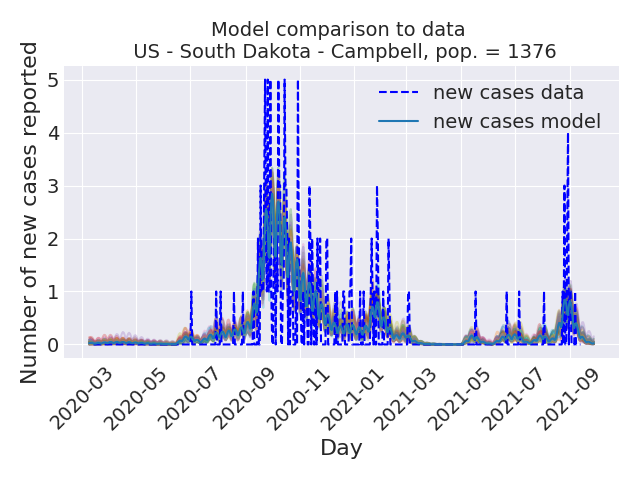 Model comparison to data
US - South Dakota - Campbell, pop. = 1376
Number of new cases reported
5
4
3
2
1
0
new cases data
new cases model
2020-03
2020-05
2020-07
2020-09
2020-11
2021-01
2021-03
2021-05
2021-07
2021-09
Day